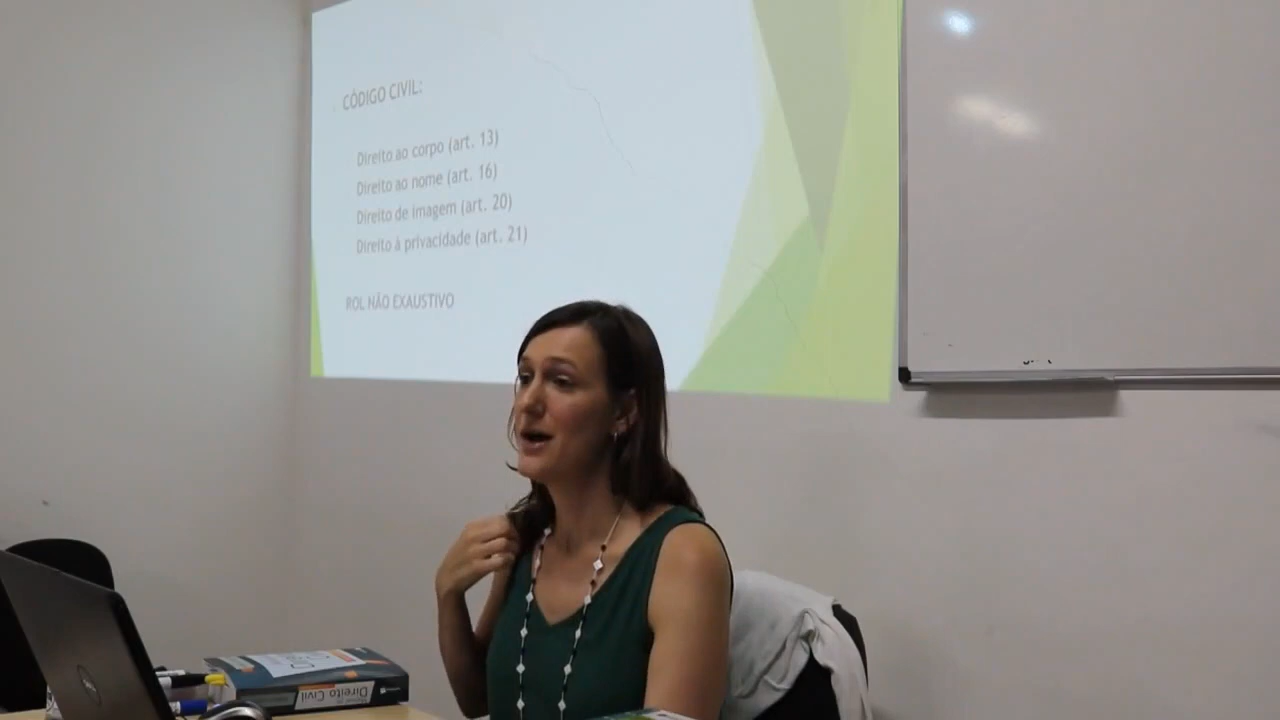 CÓDIGO CIVIL:
Direito ao corpo (art. 13)
Direito ao nome (art. 16)
Direito de imagem (art. 20)
Direito à privacidade (art. 21)
ROL NÃO EXAUSTIVO
Direito Civil
DELL